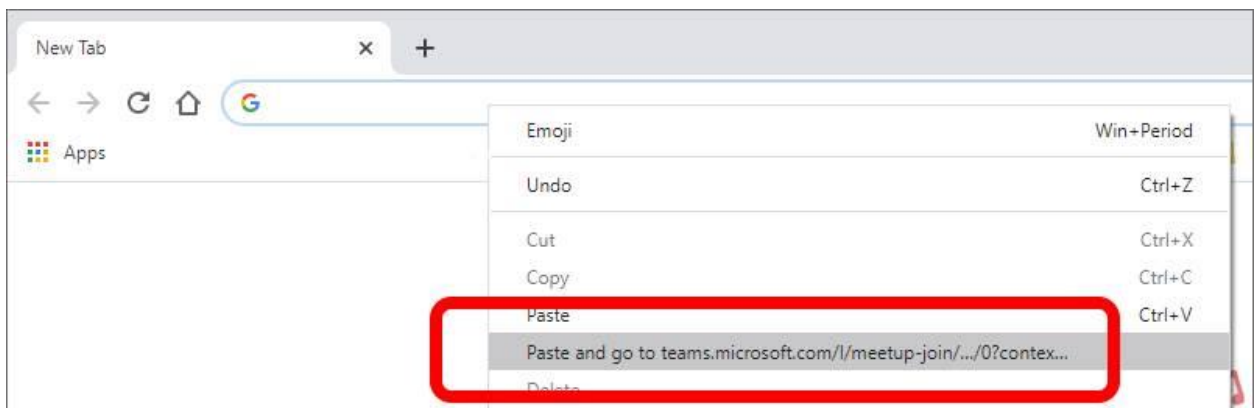 New Tab
G
Apps
Emoji Win+Period
Undo Ctrl+Z
Cut Ctrl+X
Copy Ctrl+C
Paste Ctrl+V
Paste and go to teams.microsoft.com/l/meetup-join/.../0?contex...
Delete